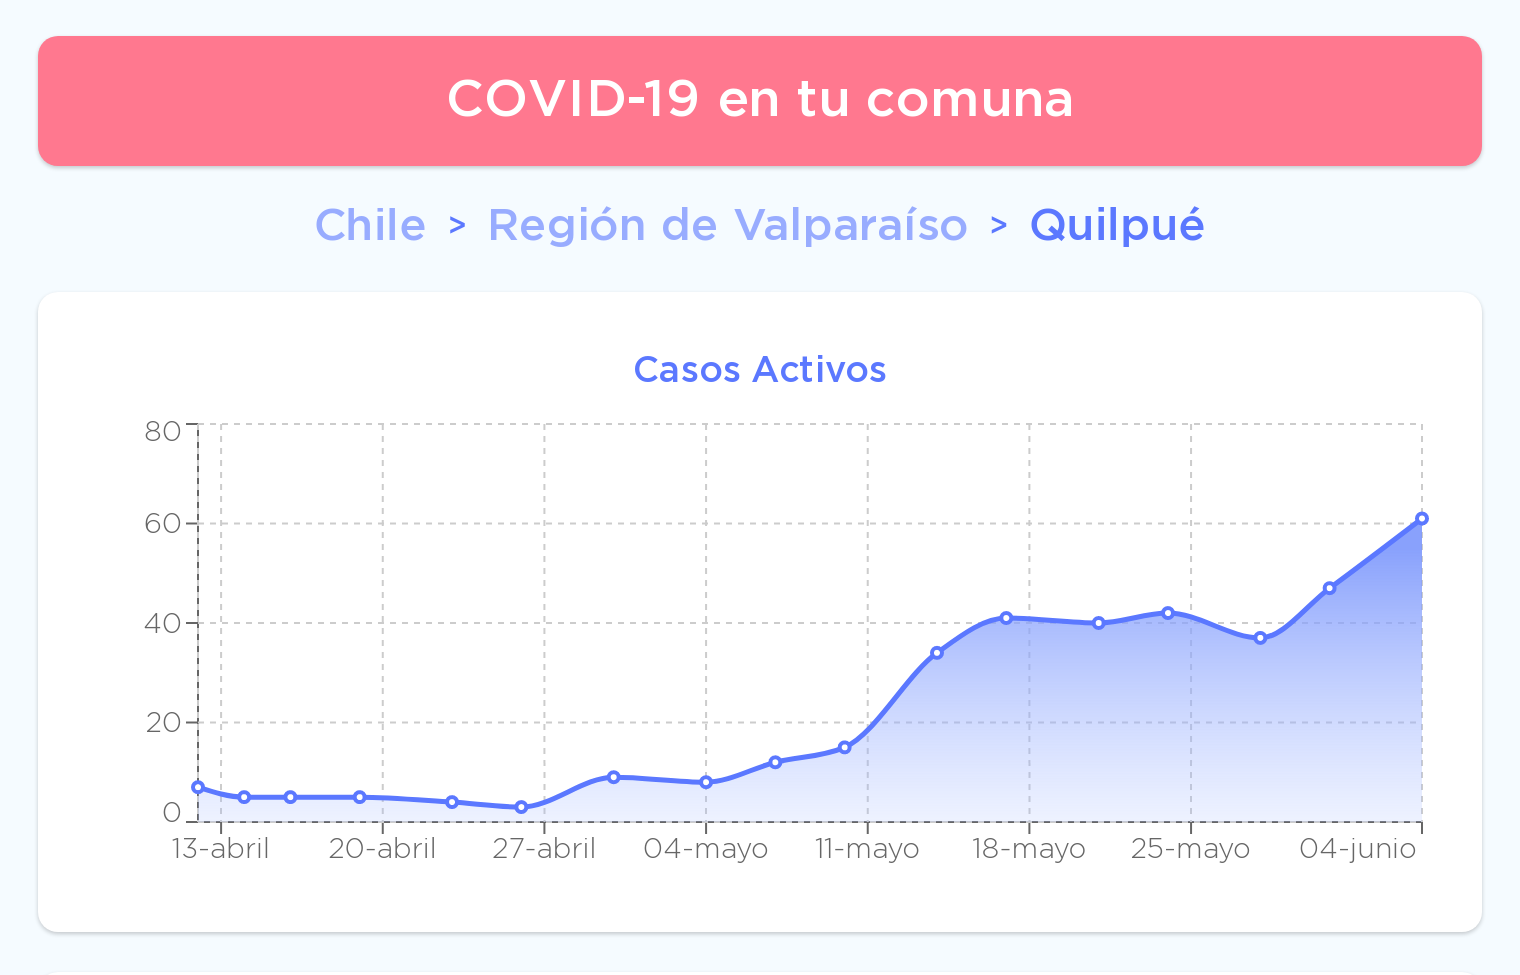 COVID-19 en tu comuna
Chile > Región de Valparaíso > Quilpué
Casos Activos
80
60
40
20
0
13-abril 20-abril 27-abril 04-mayo 11-mayo 18-mayo 25-mayo 04-junio